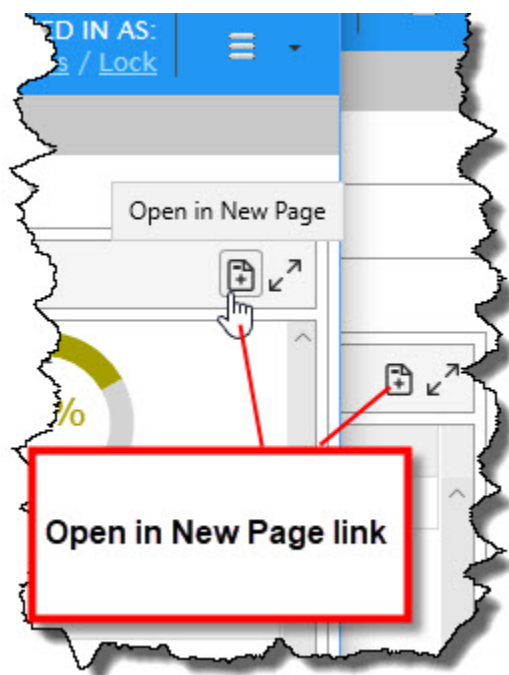 ED IN AS:
s / Lock
Open in New Page
%
Open in New Page link